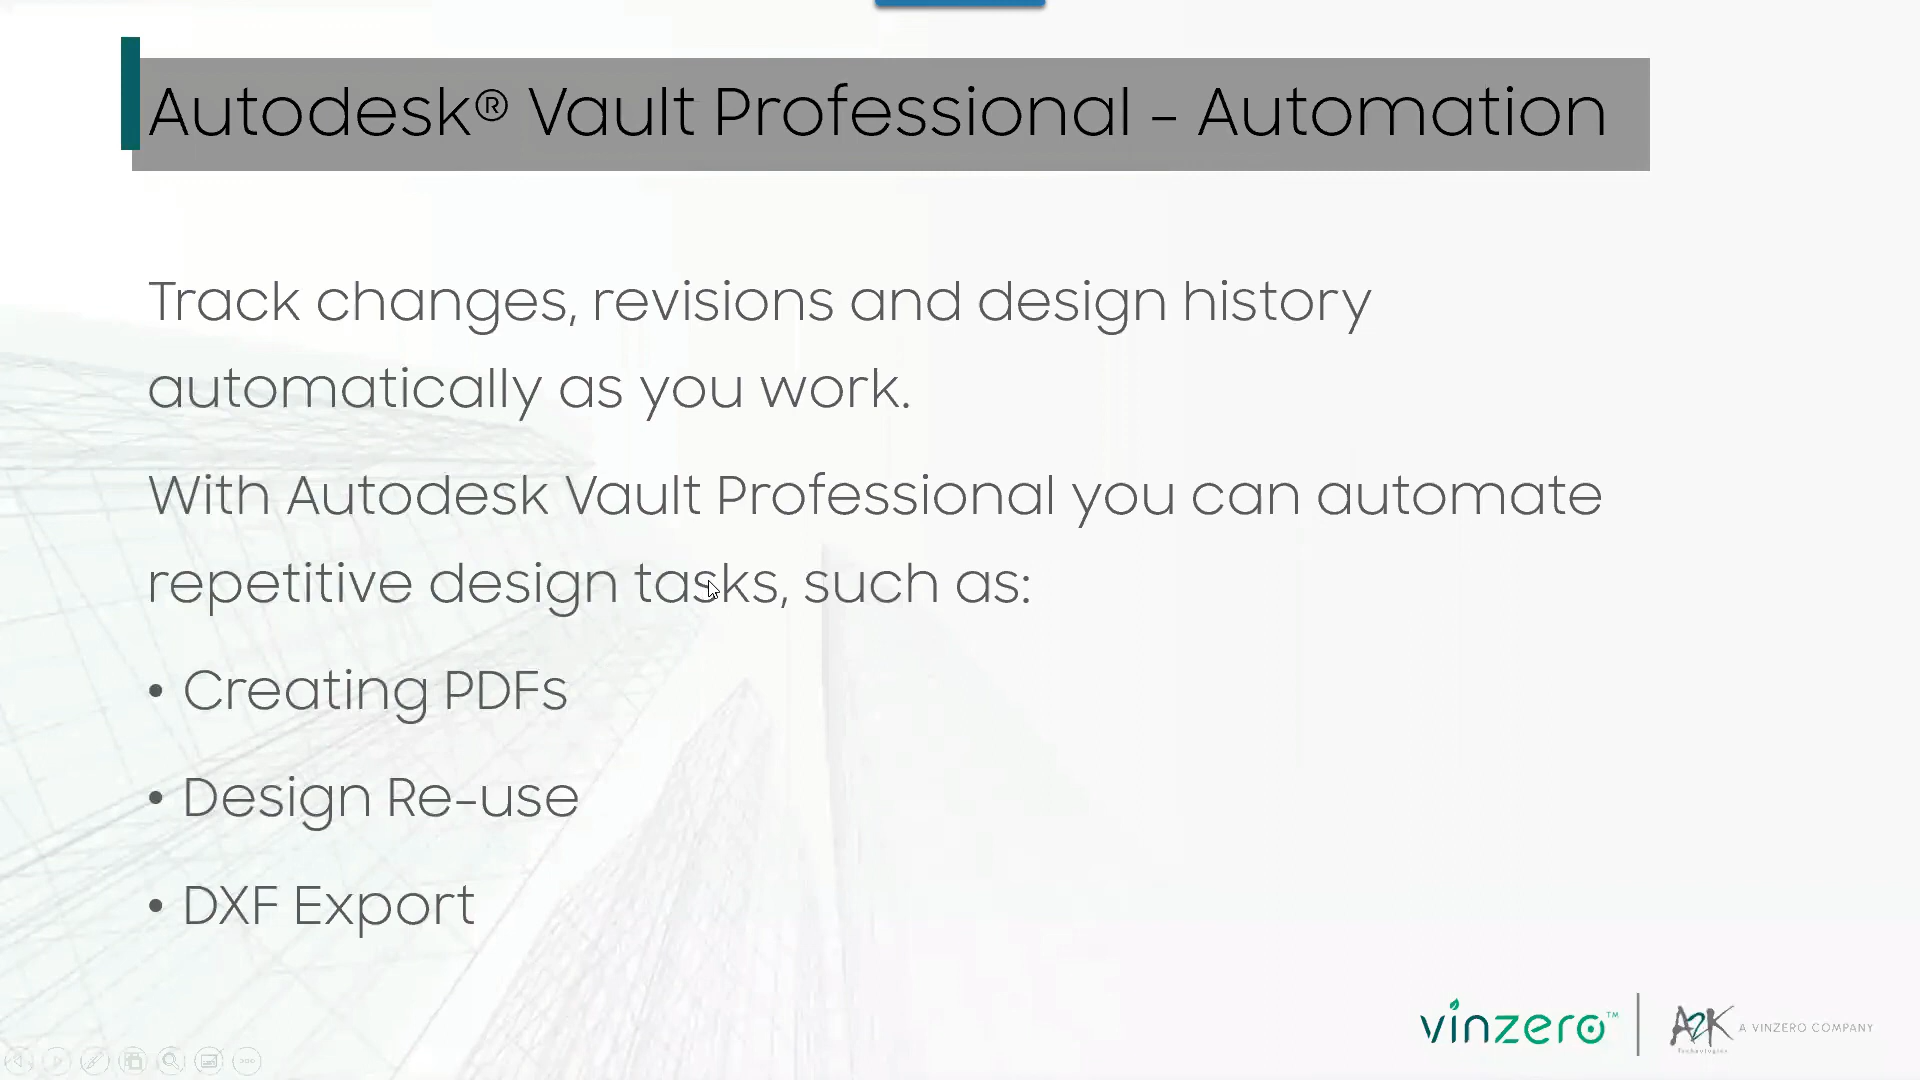 Autodesk® Vault Professional – Automation
Track changes, revisions and design history
automatically as you work.
With Autodesk Vault Professional you can automate
repetitive design tasks, such as:
• Creating PDFs
• Design Re-use
• DXF Export
vinzero™
A2K
Technologies
A VINZERO COMPANY